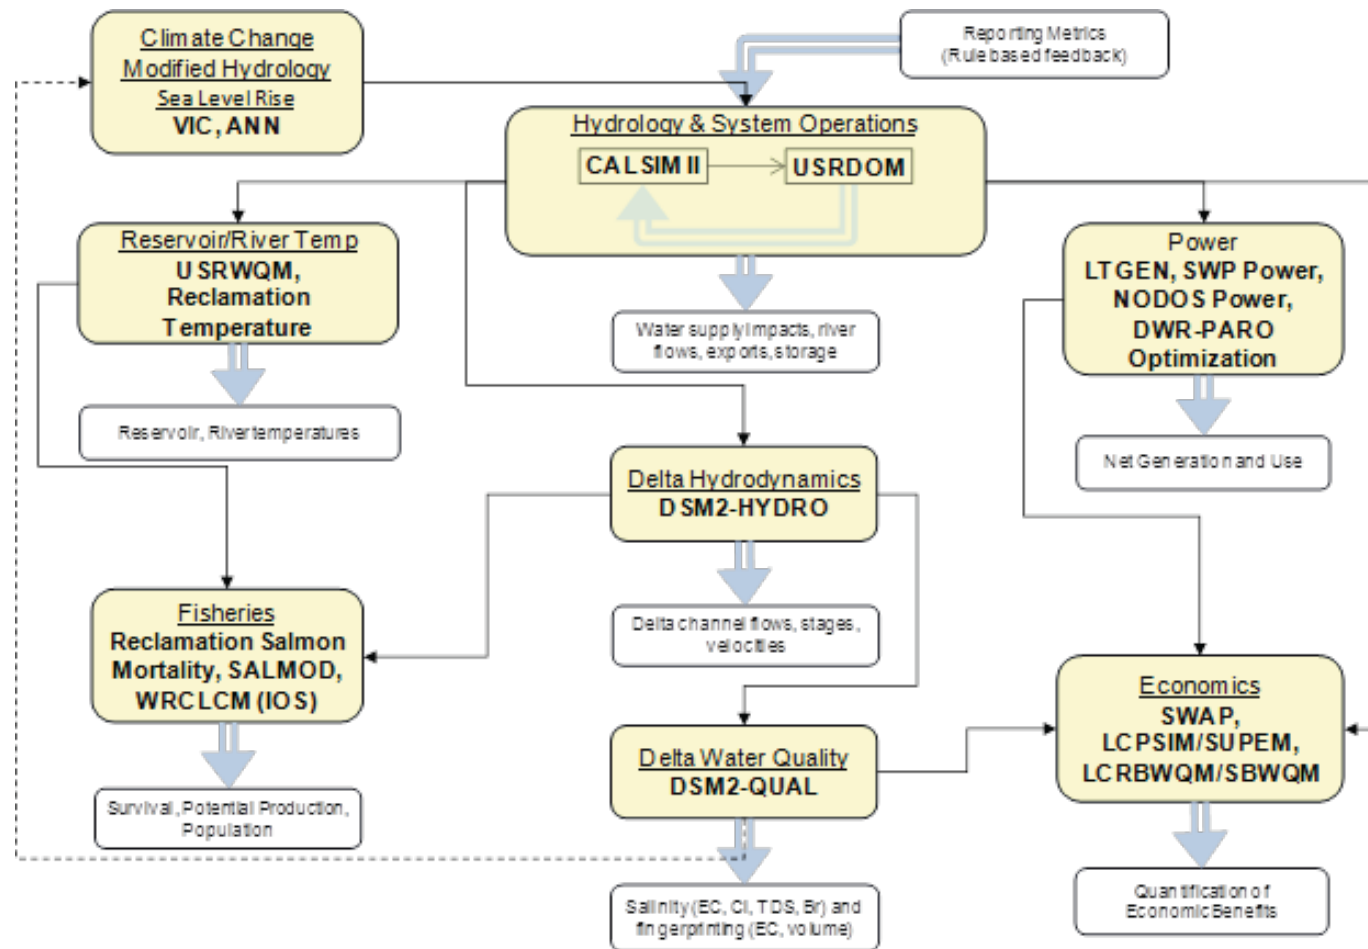 Climate Change
Modified Hydrology
Sea Level Rise
VIC, ANN
Reporting Metrics
(Rule based feedback)
Hydrology & System Operations
CALSIM II
USRDOM
Reservoir/River Temp
USRWQM,
Reclamation
Temperature
Water supply impacts, river
flows, exports, storage
Power
LTGEN, SWP Power,
NODOS Power,
DWR-PARO
Optimization
Reservoir, River temperatures
Net Generation and Use
Delta Hydrodynamics
DSM2-HYDRO
Fisheries
Reclamation Salmon
Mortality, SALMOD,
WRCLCM (IOS)
Delta channel flows, stages,
velocities
Economics
SWAP,
LCPSIM/SUPEM,
LCRBWQM/SBWQM
Delta Water Quality
DSM2-QUAL
Survival, Potential Production,
Population
Salinity (EC, Cl, TDS, Br) and
fingerprinting (EC, volume)
Quantification of
Economic Benefits